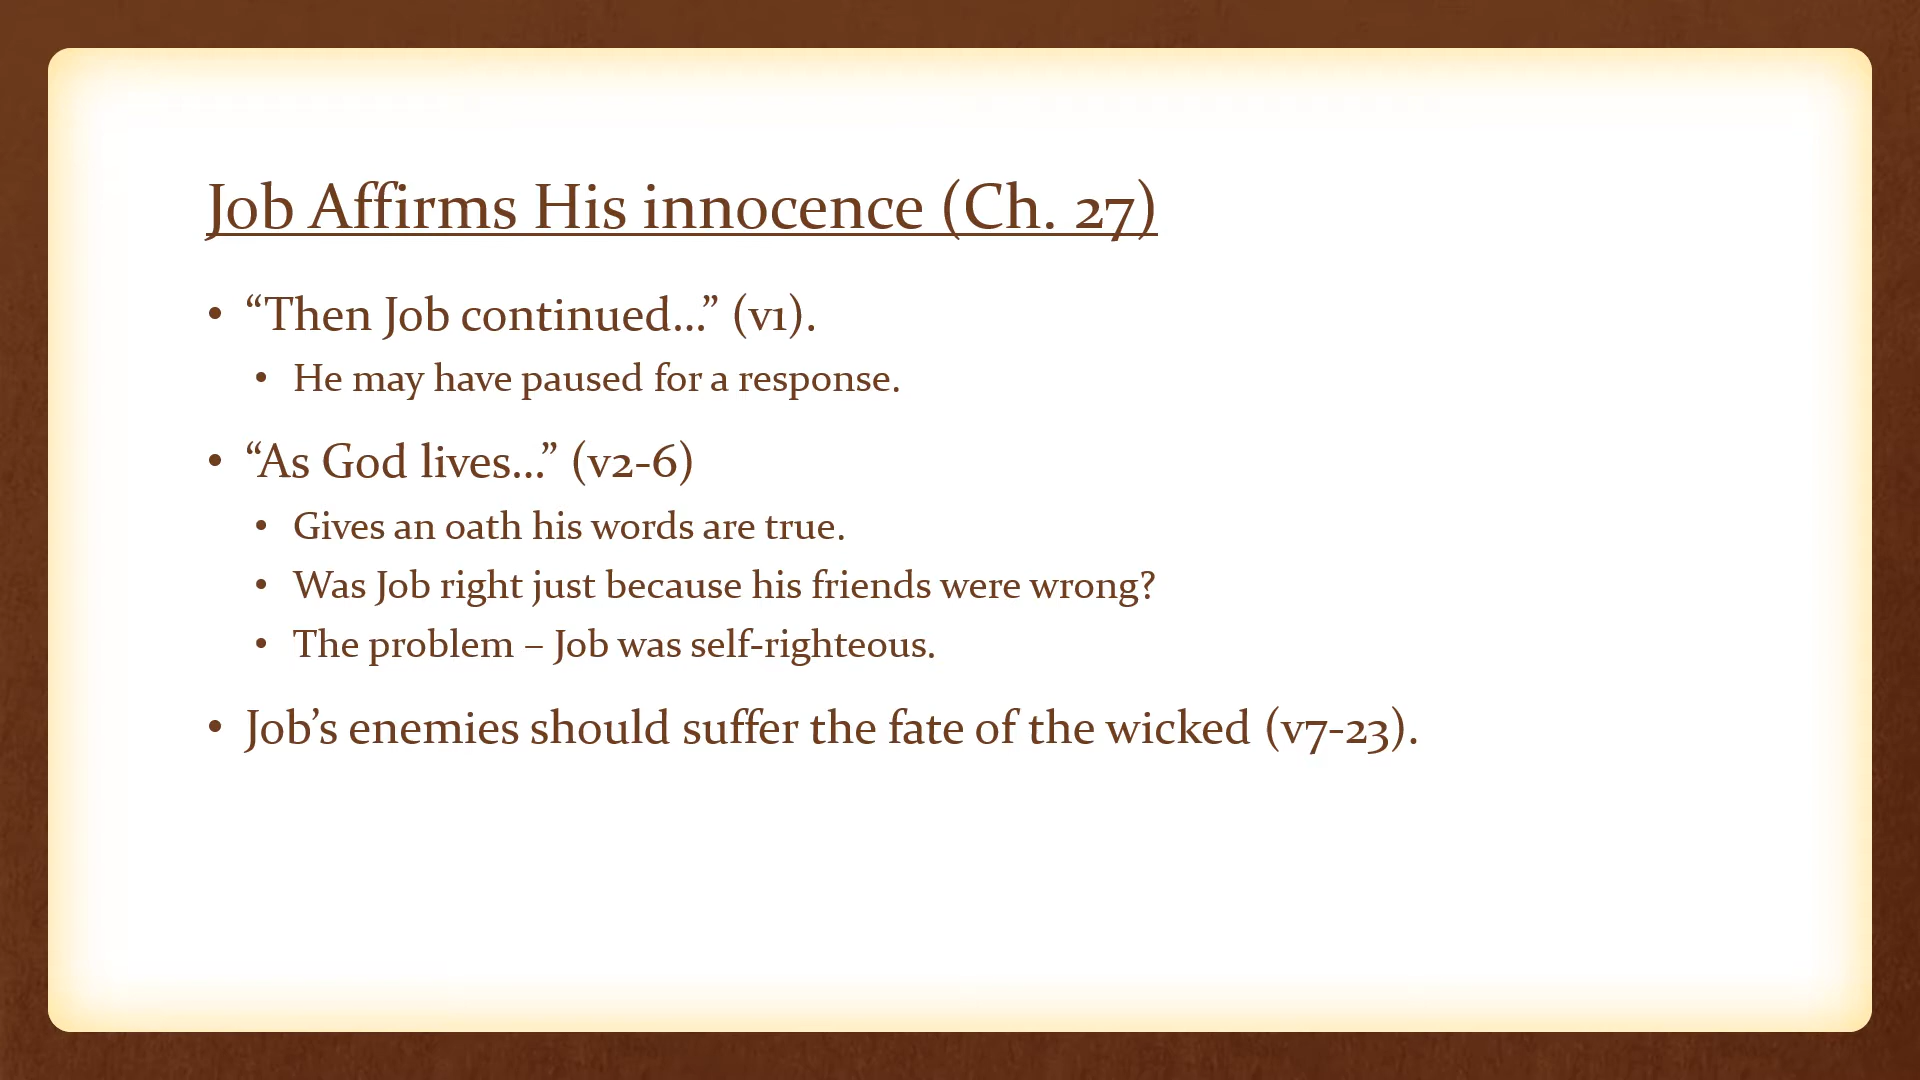 Job Affirms His innocence (Ch. 27)
• “Then Job continued…” (v1).
• He may have paused for a response.
• “As God lives…” (v2-6)
• Gives an oath his words are true.
• Was Job right just because his friends were wrong?
• The problem – Job was self-righteous.
• Job’s enemies should suffer the fate of the wicked (v7-23).